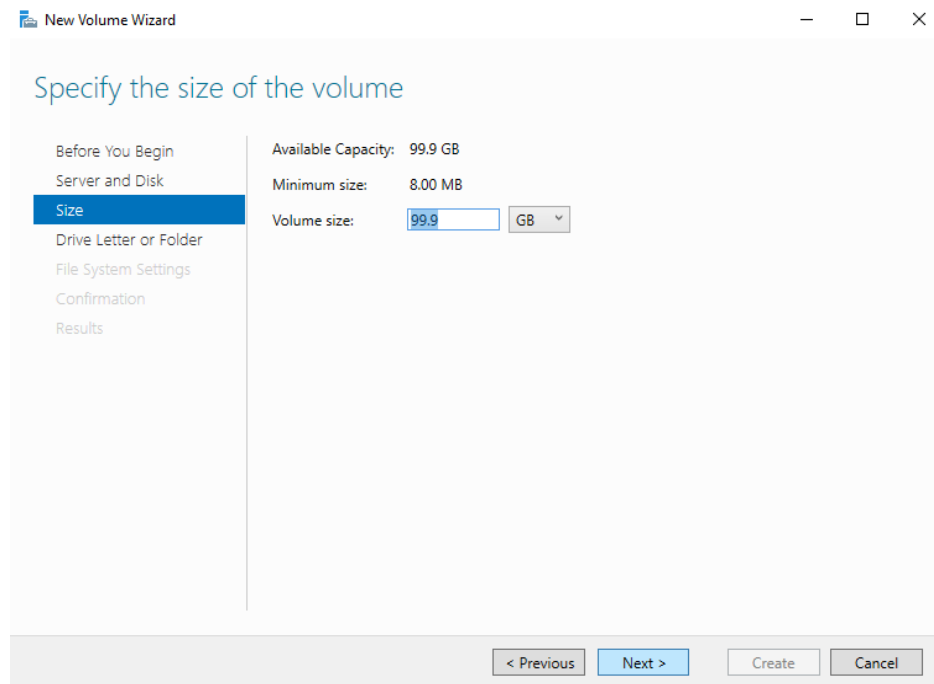 New Volume Wizard
Specify the size of the volume
Before You Begin
Server and Disk
Size
Drive Letter or Folder
File System Settings
Confirmation
Results
Available Capacity: 99.9 GB
Minimum size: 8.00 MB
Volume size: 99.9 GB
< Previous Next > Create Cancel